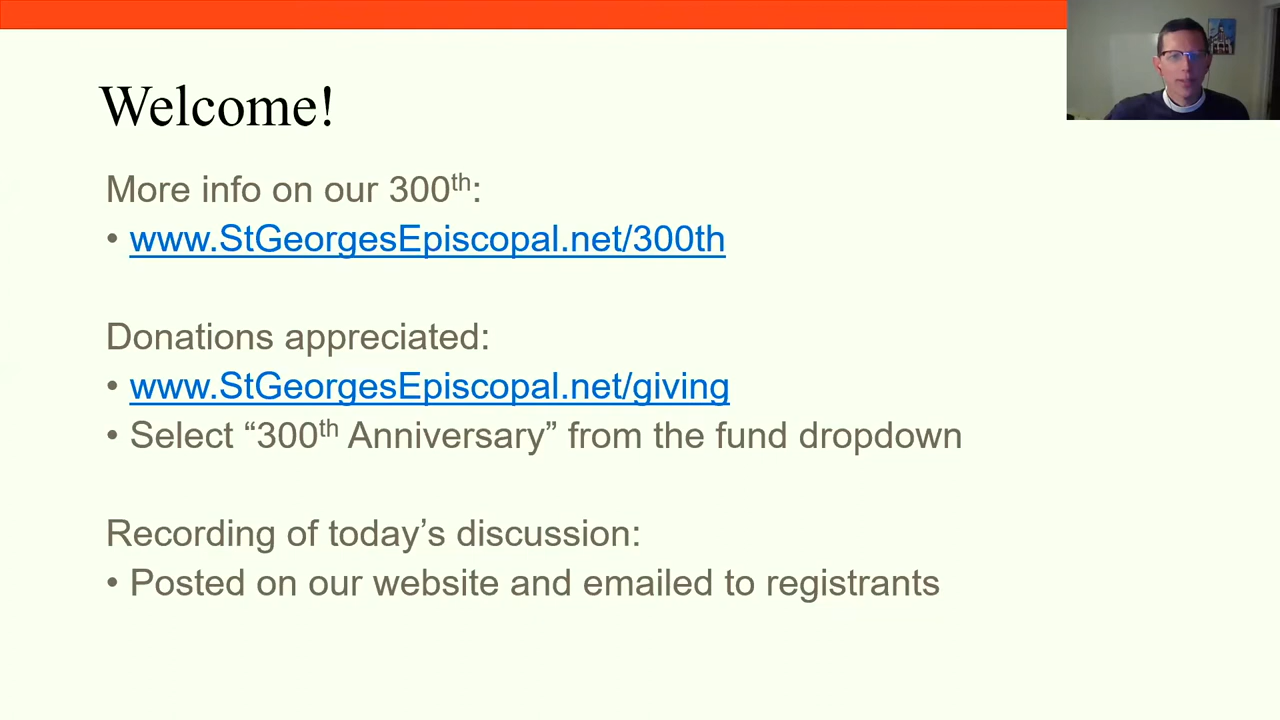 Welcome!
More info on our 300th:
• www.StGeorgesEpiscopal.net/300th
Donations appreciated:
• www.StGeorgesEpiscopal.net/giving
• Select “300th Anniversary” from the fund dropdown
Recording of today’s discussion:
• Posted on our website and emailed to registrants